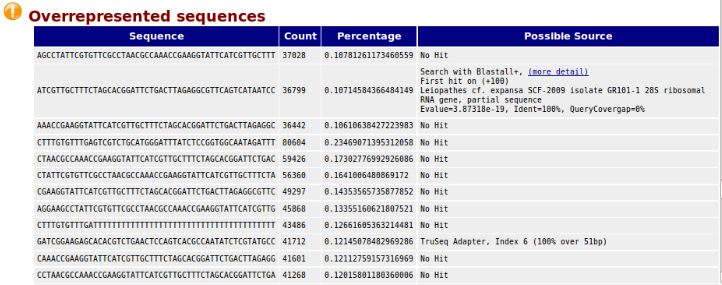 Overrepresented sequences
Sequence Count Percentage Possible Source
AGCCTATTCGTGTTCGCCTAACGCCAAACCGAAGGTATTCATCGTTGCTTT 37028 0.10781261173460559 No Hit
Search with Blastall+, (more detail)
First hit on (+100)
ATCGTTGCTTTCTAGCACGGATTCTGACTTAGAGGCGTTCAGTCATAATCC 36799 0.10714584366484149 Leiopathes cf. expansa SCF-2009 isolate GR101-1 28S ribosomal
RNA gene, partial sequence
Evalue=3.87318e-19, Ident=100%, QueryCovergap=0%
AAACCGAAGGTATTCATCGTTGCTTTCTAGCACGGATTCTGACTTAGAGGC 36442 0.10610638427223983 No Hit
CTTTGTGTTTGAGTCGTCTGCATGGGATTTATCTCCGGTGGCAATAGATTT 80604 0.23469071395312058 No Hit
CTAACGCCAAACCGAAGGTATTCATCGTTGCTTTCTAGCACGGATTCTGAC 59426 0.17302776992926086 No Hit
CTATTCGTGTTCGCCTAACGCCAAACCGAAGGTATTCATCGTTGCTTTCTA 56360 0.1641006480869172 No Hit
CGAAGGTATTCATCGTTGCTTTCTAGCACGGATTCTGACTTAGAGGCGTTC 49297 0.14353565735877852 No Hit
AGGAAGCCTATTCGTGTTCGCCTAACGCCAAACCGAAGGTATTCATCGTTG 45868 0.13355160621807521 No Hit
CTTTGTGTTTGATTTTTTTTTTTTTTTTTTTTTTTTTTTTTTTTTTTTTTT 43486 0.12661605363214481 No Hit
GATCGGAAGAGCACACGTCTGAACTCCAGTCACGCCAATATCTCGTATGCC 41712 0.12145078482969286 TruSeq Adapter, Index 6 (100% over 51bp)
CAAACCGAAGGTATTCATCGTTGCTTTCTAGCACGGATTCTGACTTAGAGG 41601 0.12112759157316969 No Hit
CCTAACGCCAAACCGAAGGTATTCATCGTTGCTTTCTAGCACGGATTCTGA 41268 0.12015801180360006 No Hit